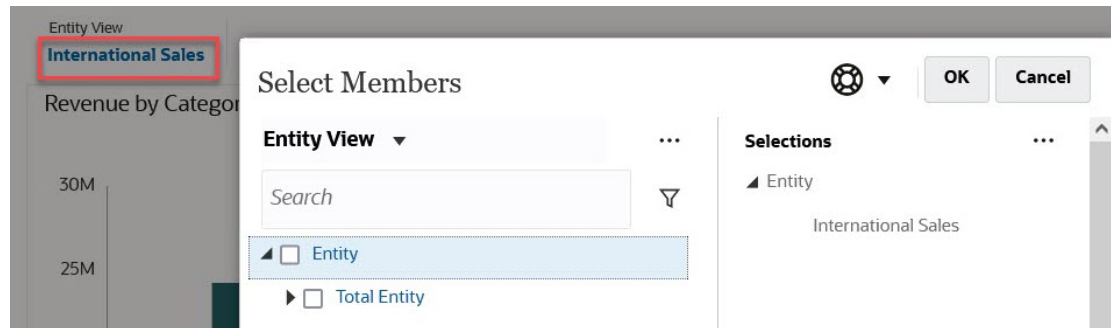 Entity View
International Sales
Revenue by Categor
30M
25M
Select Members
OK
Cancel
Entity View
Search
Entity
Total Entity
Selections
Entity
International Sales